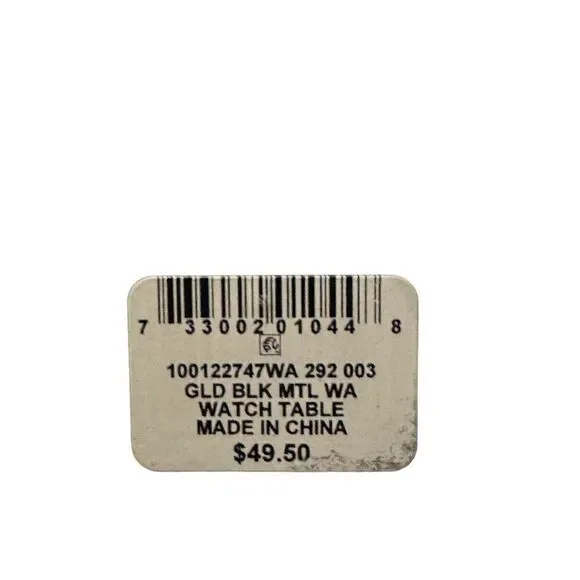 7 33002 01044 8
100122747WA 292 003
GLD BLK MTL WA
WATCH TABLE
MADE IN CHINA
$49.50